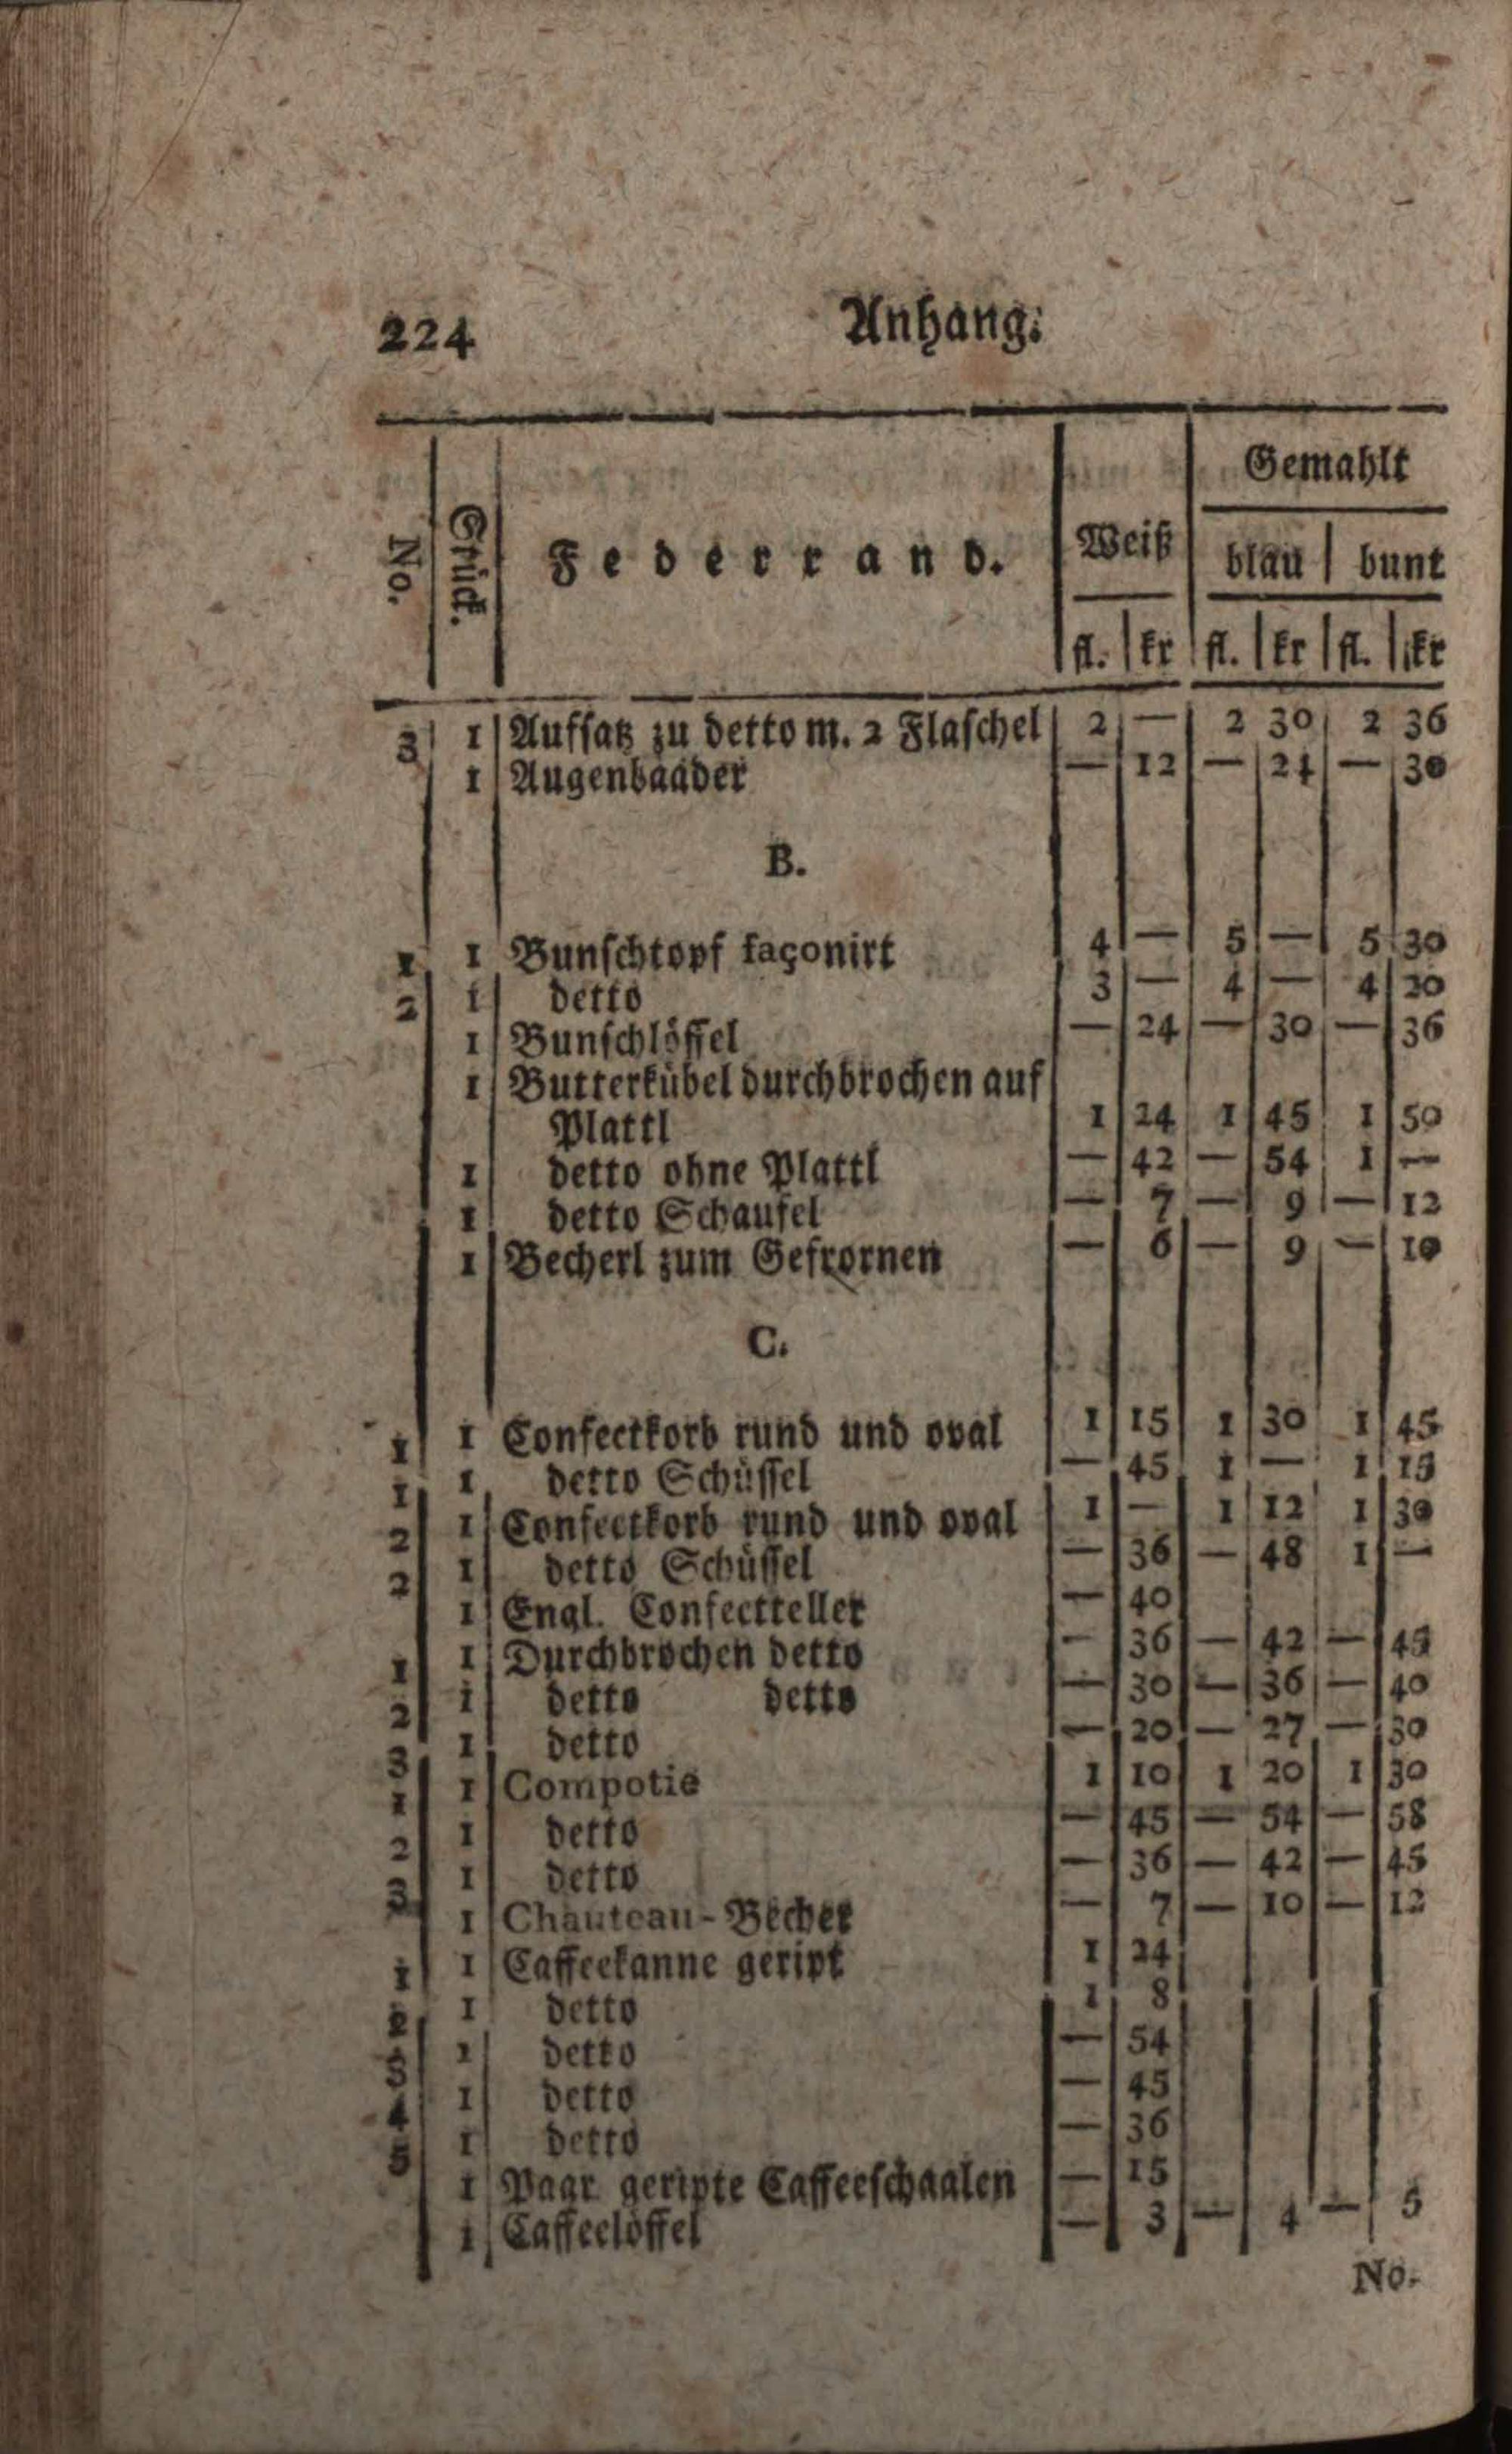 224 Anhang.
No. Stück. Federrand. Weiß Gemahlt
blau bunt
fl. kr fl. kr fl. kr
3 1 Aufsatz zu detto m. 2 Flaschel 2 — 2 30 2 36
1 Augenbaader — 12 — 24 — 30
B.
1 1 Bunschtopf façonirt 4 — 5 — 5 30
2 1 detto 3 — 4 — 4 20
1 Bunschlöffel — 24 — 30 — 36
1 Butterkübel durchbrochen auf
Plattl 1 24 1 45 1 50
1 detto ohne Plattl — 42 — 54 1 —
1 detto Schaufel — 7 — 9 — 12
1 Becherl zum Gefrornen — 6 — 9 — 10
C.
1 1 Confectkorb rund und oval 1 15 1 30 1 45
1 1 detto Schüssel — 45 1 — 1 15
2 1 Confectkorb rund und oval 1 — 1 12 1 30
2 1 detto Schüssel — 36 — 48 1 —
1 Engl. Confectteller — 40
1 1 Durchbrochen detto — 36 — 42 — 45
2 1 detto detto — 30 — 36 — 40
3 1 detto — 20 — 27 — 30
1 1 Compotie 1 10 1 20 1 30
2 1 detto — 45 — 54 — 58
3 1 detto — 36 — 42 — 45
1 Chauteau-Becher — 7 — 10 — 12
1 1 Caffeekanne geript 1 24
2 1 detto 1 8
3 1 detto — 54
4 1 detto — 45
5 1 detto — 36
1 Paar geripte Caffeeschaalen — 15
1 Caffeelöffel — 3 — 4 — 5
No.